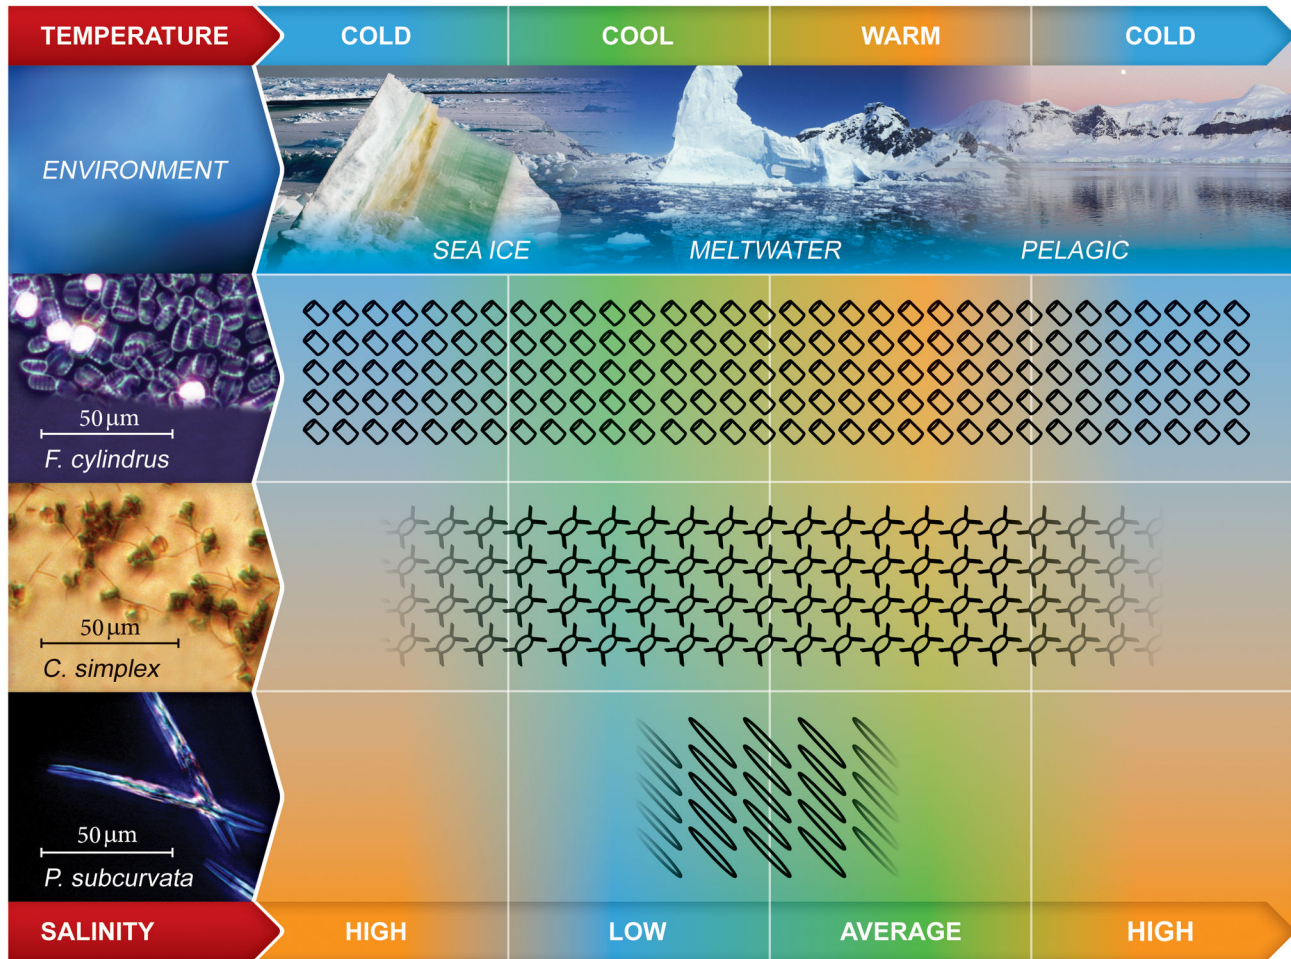 TEMPERATURE COLD COOL WARM COLD
ENVIRONMENT
SEA ICE MELTWATER PELAGIC
50 µm
F. cylindrus
50 µm
C. simplex
50 µm
P. subcurvata
SALINITY HIGH LOW AVERAGE HIGH